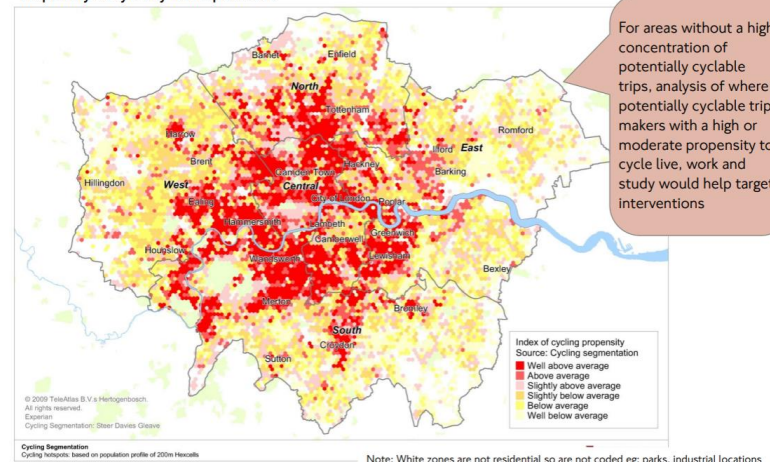 For areas without a high
concentration of
potentially cyclable
trips, analysis of where
potentially cyclable trip
makers with a high or
moderate propensity to
cycle live, work and
study would help target
interventions
Barnet
Enfield
North
Tottenham
Harrow
Romford
Ilford
East
Brent
Hackney
Camden Town
Barking
Hillingdon
West
Central
Ealing
City of London
Poplar
Hammersmith
Lambeth
Camberwell
Greenwich
Hounslow
Wandsworth
Lewisham
Bexley
Merton
Bromley
South
Croydon
Sutton
Index of cycling propensity
Source: Cycling segmentation
Well above average
Above average
Slightly above average
Slightly below average
Below average
Well below average
© 2009 TeleAtlas B.V.s Hertogenbosch.
All rights reserved.
Experian
Cycling Segmentation: Steer Davies Gleave
Cycling Segmentation
Cycling hotspots: based on population profile of 200m Hexcells
Note: White zones are not residential so are not coded eg: parks, industrial locations